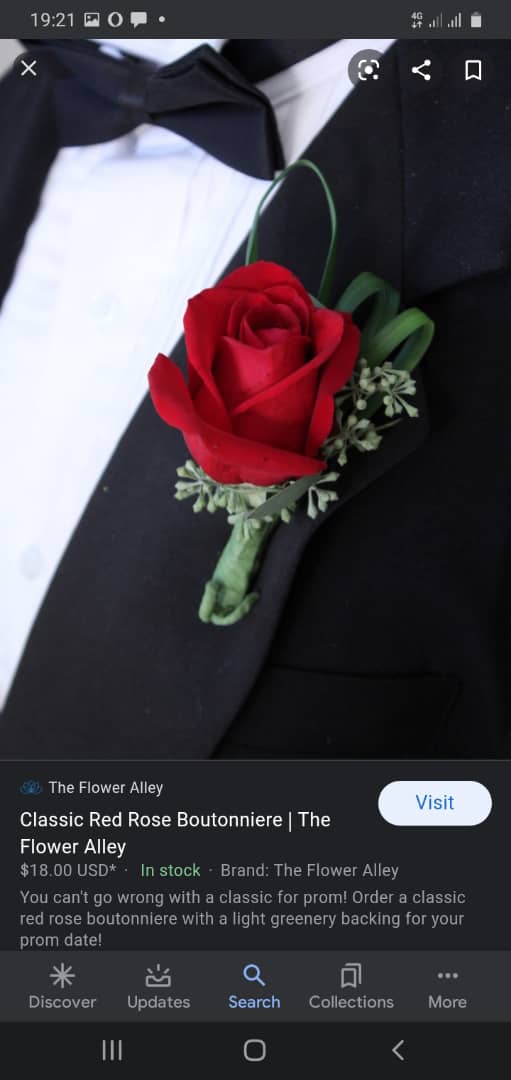 19:21
4G
The Flower Alley
Visit
Classic Red Rose Boutonniere | The
Flower Alley
$18.00 USD* · In stock · Brand: The Flower Alley
You can't go wrong with a classic for prom! Order a classic
red rose boutonniere with a light greenery backing for your
prom date!
Discover Updates Search Collections More